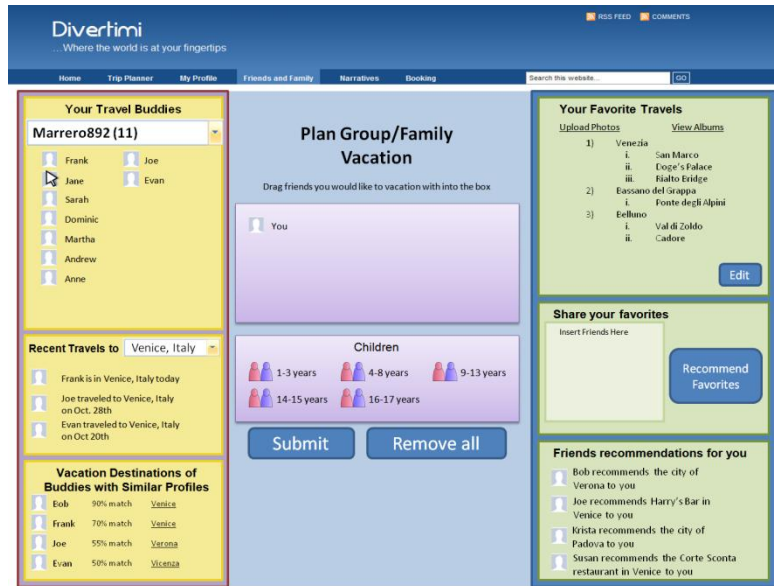 RSS FEED COMMENTS
Divertimi
...Where the world is at your fingertips
Home Trip Planner My Profile Friends and Family Narratives Booking Search this website... GO
Your Travel Buddies
Marrero892 (11)
Frank Joe
Jane Evan
Sarah
Dominic
Martha
Andrew
Anne
Recent Travels to Venice, Italy
Frank is in Venice, Italy today
Joe traveled to Venice, Italy
on Oct. 28th
Evan traveled to Venice, Italy
on Oct 20th
Vacation Destinations of
Buddies with Similar Profiles
Bob 90% match Venice
Frank 70% match Venice
Joe 55% match Verona
Evan 50% match Vicenza
Plan Group/Family
Vacation
Drag friends you would like to vacation with into the box
You
Children
1-3 years 4-8 years 9-13 years
14-15 years 16-17 years
Submit Remove all
Your Favorite Travels
Upload Photos View Albums
1) Venezia
i. San Marco
ii. Doge's Palace
iii. Rialto Bridge
2) Bassano del Grappa
i. Ponte degli Alpini
3) Belluno
i. Val di Zoldo
ii. Cadore
Edit
Share your favorites
Insert Friends Here
Recommend
Favorites
Friends recommendations for you
Bob recommends the city of
Verona to you
Joe recommends Harry's Bar in
Venice to you
Krista recommends the city of
Padova to you
Susan recommends the Corte Sconta
restaurant in Venice to you